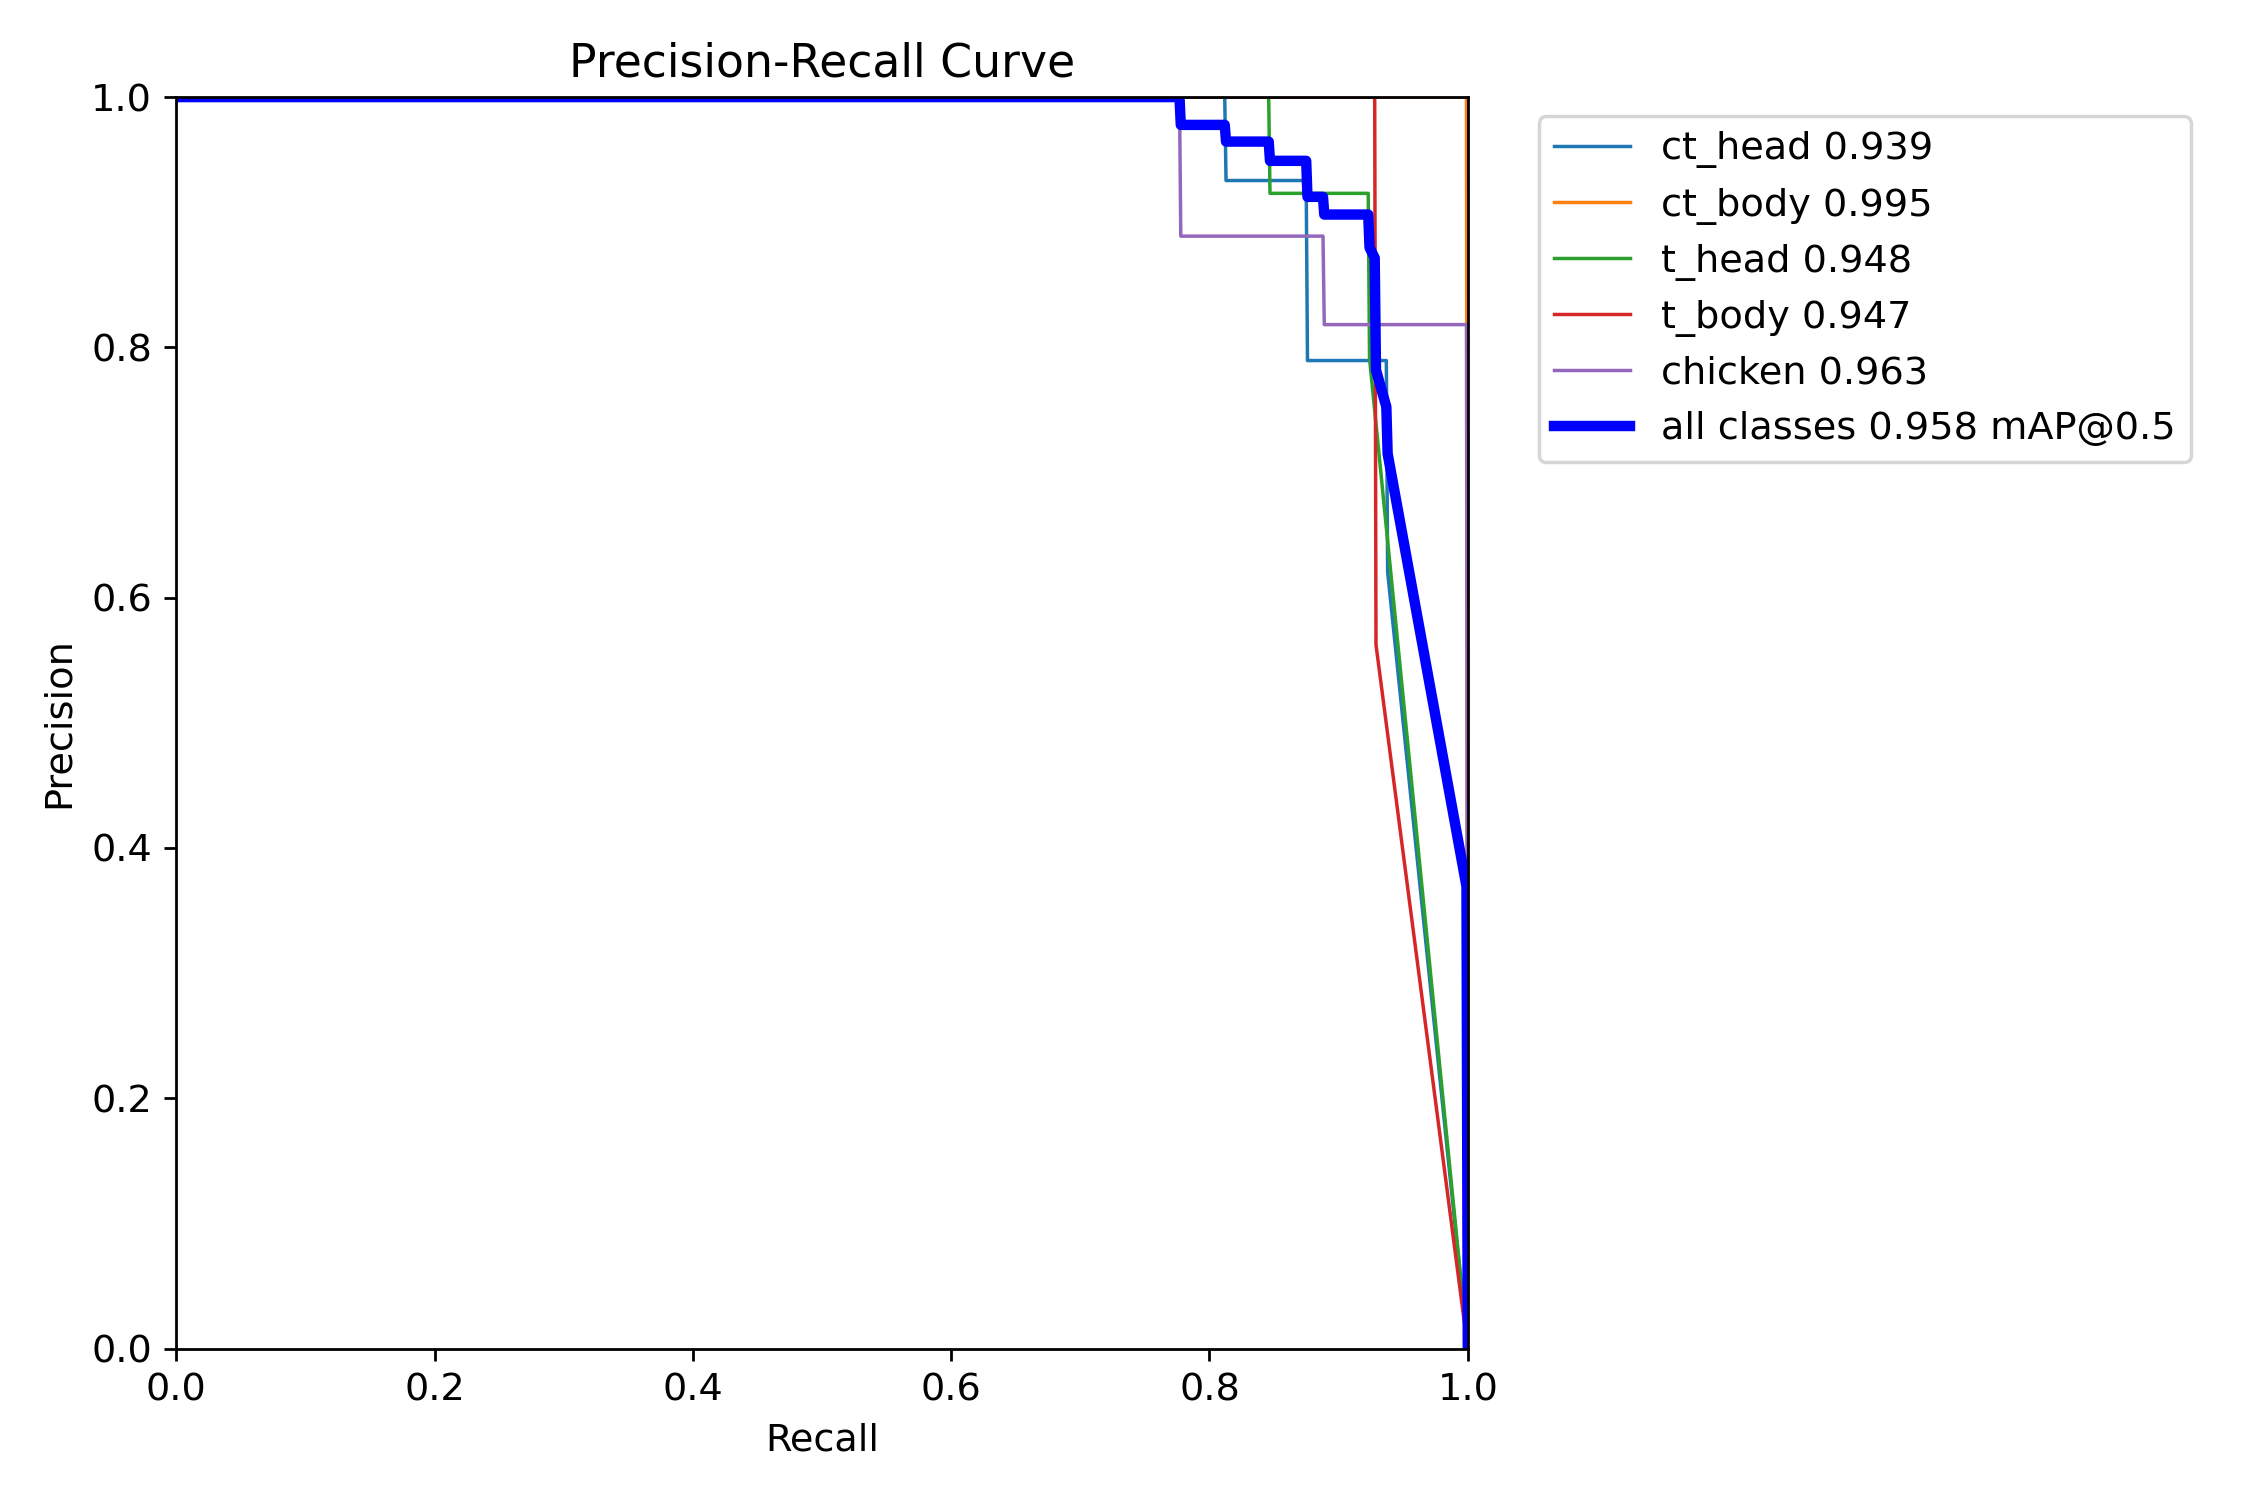 Precision-Recall Curve
1.0
0.8
0.6
0.4
0.2
0.0
Precision
0.0 0.2 0.4 0.6 0.8 1.0
Recall
ct_head 0.939
ct_body 0.995
t_head 0.948
t_body 0.947
chicken 0.963
all classes 0.958 mAP@0.5